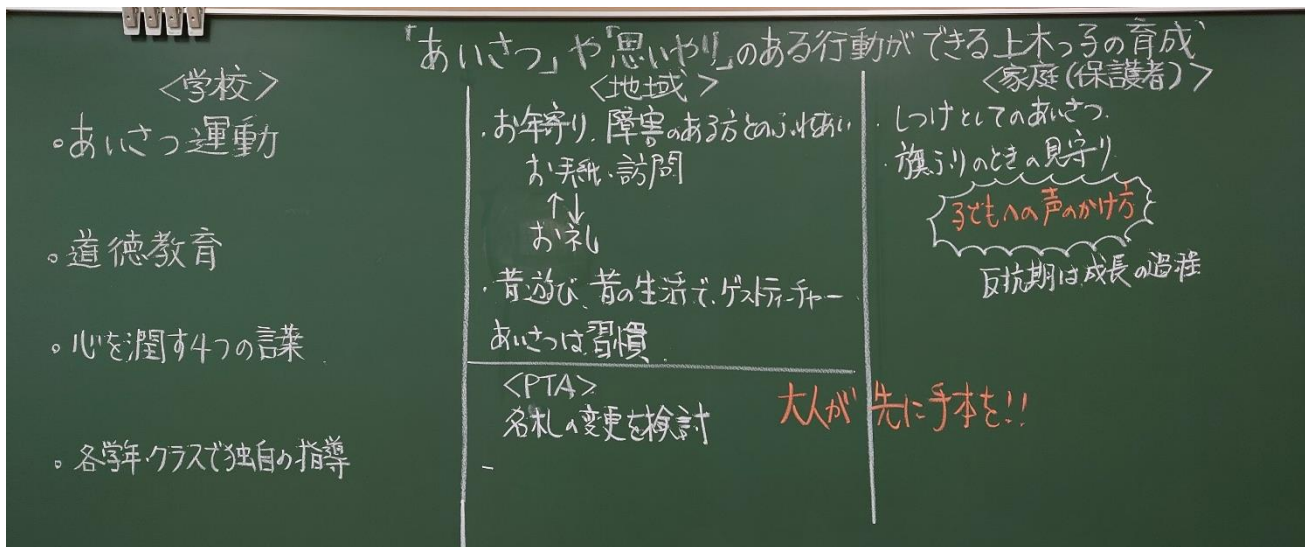 「あいさつ」や「思いやり」のある行動ができる上木っ子の育成
<学校>
・あいさつ運動
・道徳教育
・心を潤す4つの言葉
・各学年・クラスで独自の指導
<地域>
・お年寄り、障害のある方とのふれあい
お手紙・訪問
↑↓
お礼
・昔遊び、昔の生活で、ゲストティーチャー
あいさつは習慣
<PTA>
名札の変更を検討
<家庭(保護者)>
・しつけとしてのあいさつ
・旗ふりのときの見守り
子どもへの声のかけ方
反抗期は成長の過程
大人が先に手本を!!